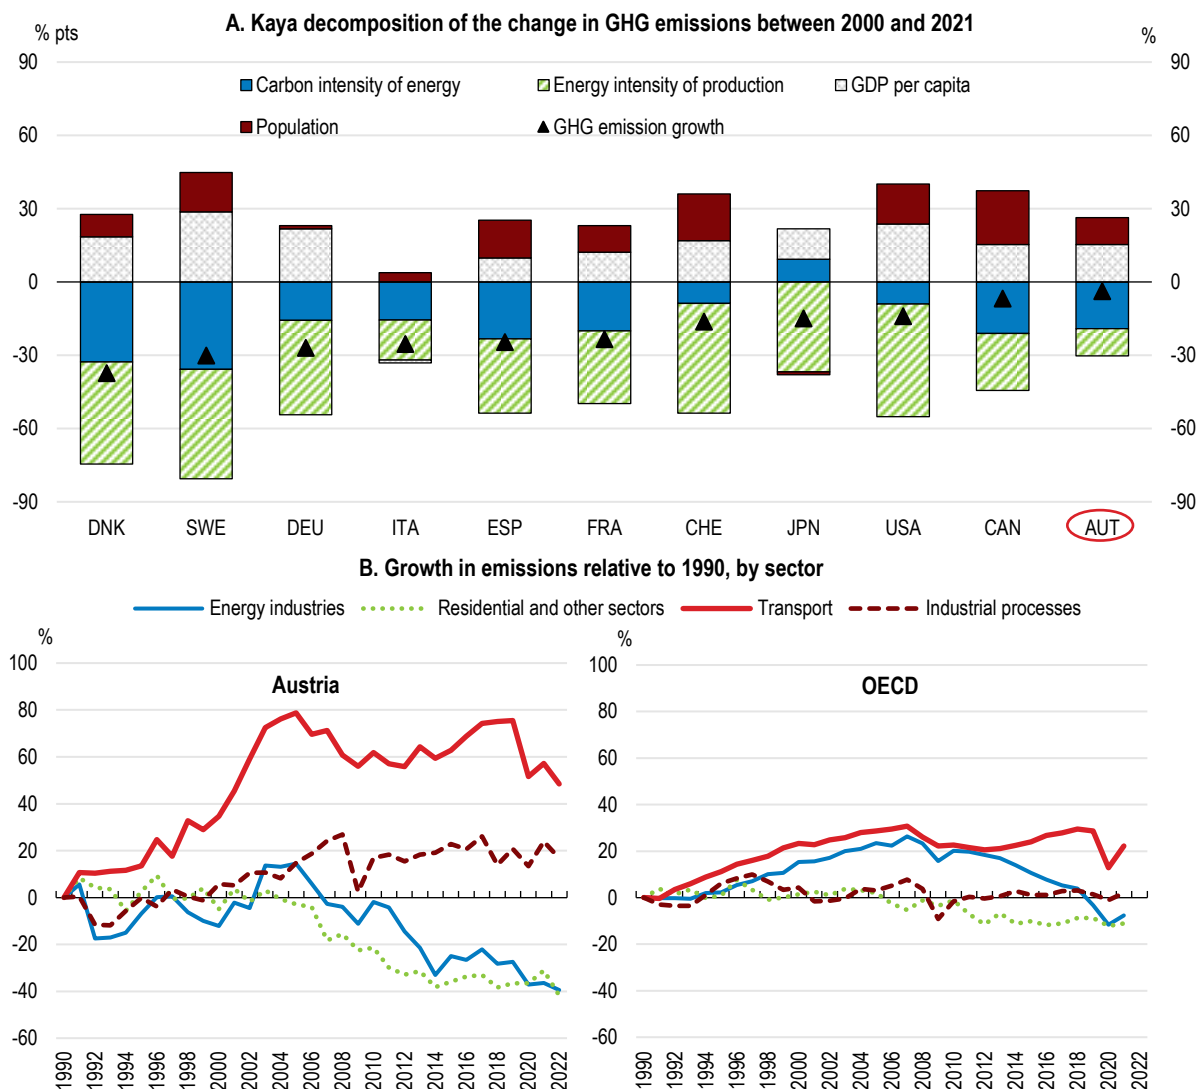 A. Kaya decomposition of the change in GHG emissions between 2000 and 2021
% pts
%
90
90
Carbon intensity of energy
Energy intensity of production
GDP per capita
60
60
Population
GHG emission growth
30
30
0
0
-30
-30
-60
-60
-90
-90
DNK SWE DEU ITA ESP FRA CHE JPN USA CAN AUT
B. Growth in emissions relative to 1990, by sector
Energy industries Residential and other sectors Transport Industrial processes
%
100
Austria
80
60
40
20
0
-20
-40
-60
1990 1992 1994 1996 1998 2000 2002 2004 2006 2008 2010 2012 2014 2016 2018 2020 2022
%
100
OECD
80
60
40
20
0
-20
-40
-60
1990 1992 1994 1996 1998 2000 2002 2004 2006 2008 2010 2012 2014 2016 2018 2020 2022